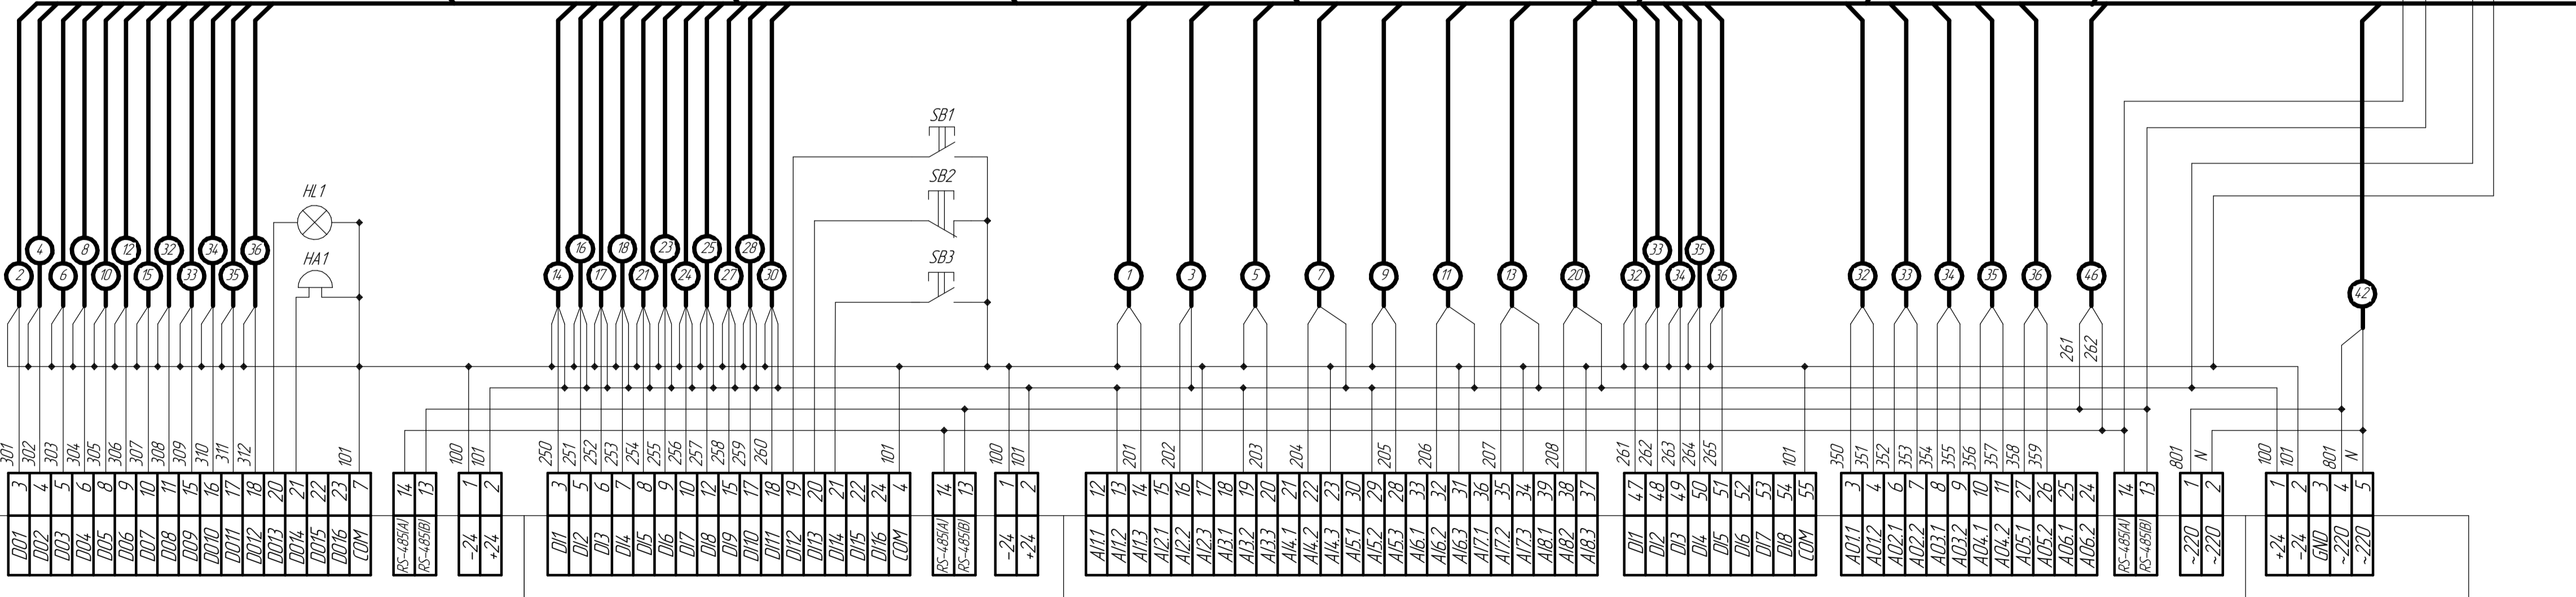 SB1
SB2
HL1
SB3
HA1
4 8 12 32 34 36
16 18 23 25 28
33 35
2 6 10 15 33 35
14 17 21 24 27 30
1 3 5 7 9 11 13 20 32 34 36
32 33 34 35 36 46
42
261 262
301 302 303 304 305 306 307 308 309 310 311 312 101
100 101
250 251 252 253 254 255 256 257 258 259 260 101
100 101
201 202 203 204 205 206 207 208
261 262 263 264 265 101
350 351 352 353 354 355 356 357 358 359
801 N
100 101 801 N
3 4 5 6 8 9 10 11 15 16 17 18 20 21 22 23 7
DO1 DO2 DO3 DO4 DO5 DO6 DO7 DO8 DO9 DO10 DO11 DO12 DO13 DO14 DO15 DO16 COM
14 13
RS-485(A) RS-485(B)
1 2
-24 +24
3 5 6 7 8 9 10 12 15 17 18 19 20 21 22 24 4
DI1 DI2 DI3 DI4 DI5 DI6 DI7 DI8 DI9 DI10 DI11 DI12 DI13 DI14 DI15 DI16 COM
14 13
RS-485(A) RS-485(B)
1 2
-24 +24
12 13 14 15 16 17 18 19 20 21 22 23 30 29 28 33 32 31 36 35 34 39 38 37
AI1.1 AI1.2 AI1.3 AI2.1 AI2.2 AI2.3 AI3.1 AI3.2 AI3.3 AI4.1 AI4.2 AI4.3 AI5.1 AI5.2 AI5.3 AI6.1 AI6.2 AI6.3 AI7.1 AI7.2 AI7.3 AI8.1 AI8.2 AI8.3
47 48 49 50 51 52 53 54 55
DI1 DI2 DI3 DI4 DI5 DI6 DI7 DI8 COM
3 4 6 7 8 9 10 11 27 26 25 24
AO1.1 AO1.2 AO2.1 AO2.2 AO3.1 AO3.2 AO4.1 AO4.2 AO5.1 AO5.2 AO6.1 AO6.2
14 13
RS-485(A) RS-485(B)
1 2
~220 ~220
1 2 3 4 5
+24 -24 GND ~220 ~220